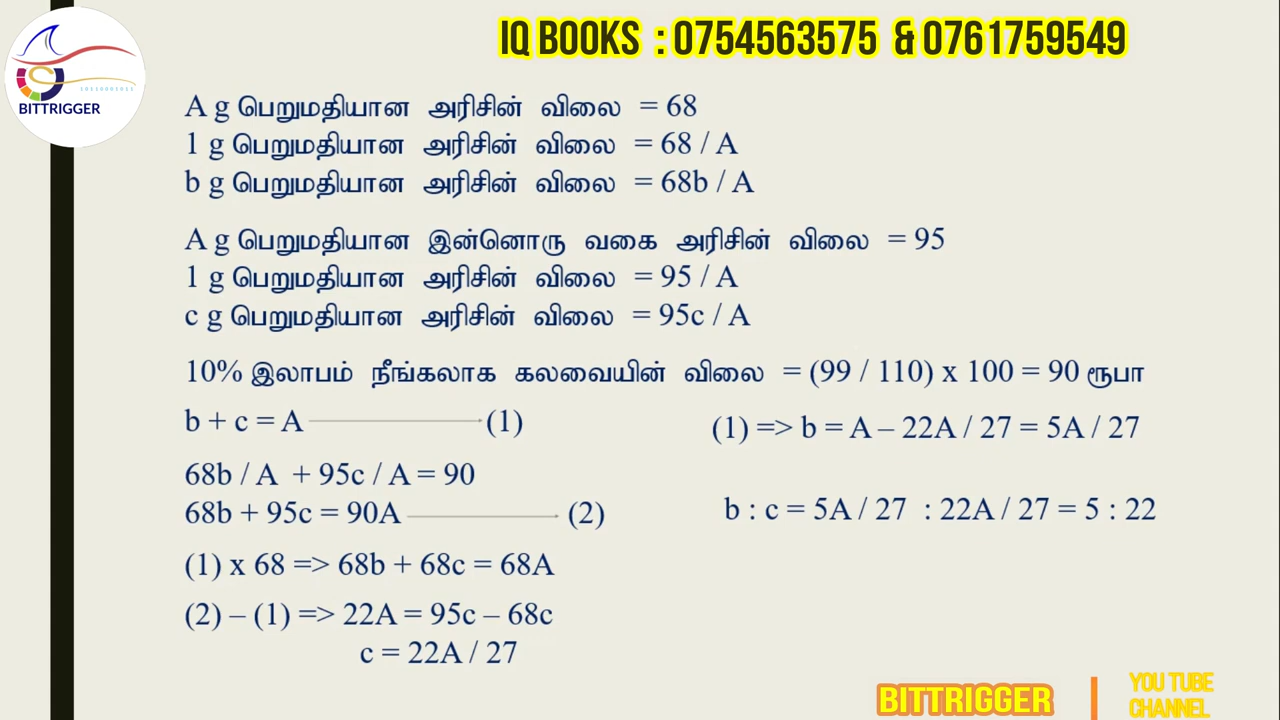 IQ BOOKS : 0754563575 & 0761759549
BITTRIGGER
A g பெறுமதியான அரிசின் விலை = 68
1 g பெறுமதியான அரிசின் விலை = 68 / A
b g பெறுமதியான அரிசின் விலை = 68b / A
A g பெறுமதியான இன்னொரு வகை அரிசின் விலை = 95
1 g பெறுமதியான அரிசின் விலை = 95 / A
c g பெறுமதியான அரிசின் விலை = 95c / A
10% இலாபம் நீங்கலாக கலவையின் விலை = (99 / 110) x 100 = 90 ரூபா
b + c = A (1)
68b / A + 95c / A = 90
68b + 95c = 90A (2)
(1) x 68 => 68b + 68c = 68A
(2) – (1) => 22A = 95c – 68c
c = 22A / 27
(1) => b = A – 22A / 27 = 5A / 27
b : c = 5A / 27 : 22A / 27 = 5 : 22
BITTRIGGER
YOU TUBE
CHANNEL